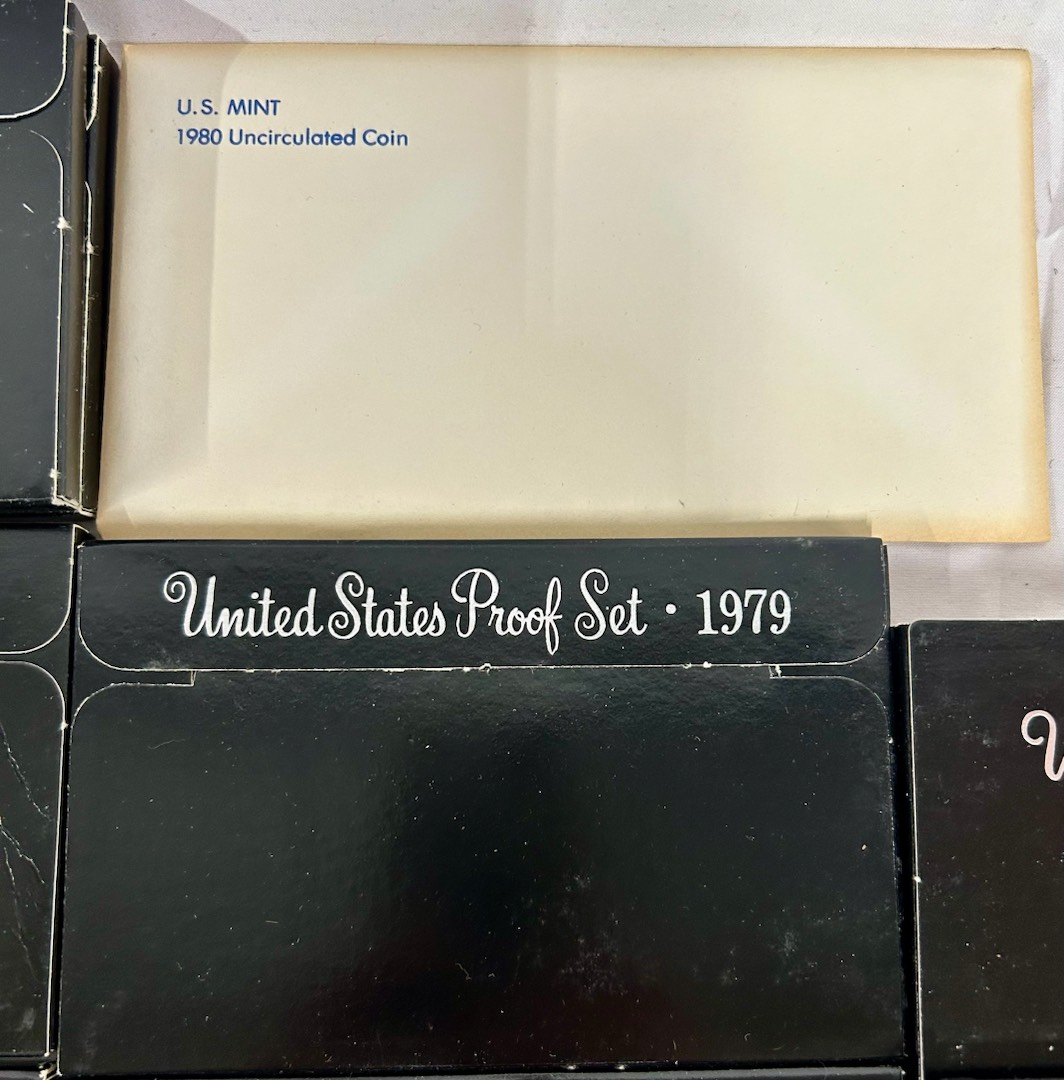 U.S. MINT
1980 Uncirculated Coin
United States Proof Set · 1979